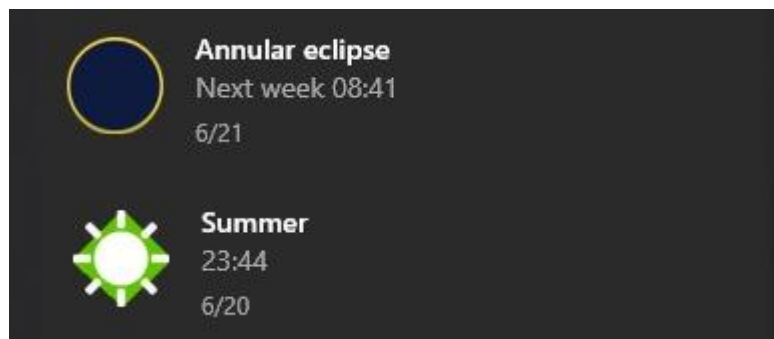 Annular eclipse
Next week 08:41
6/21
Summer
23:44
6/20